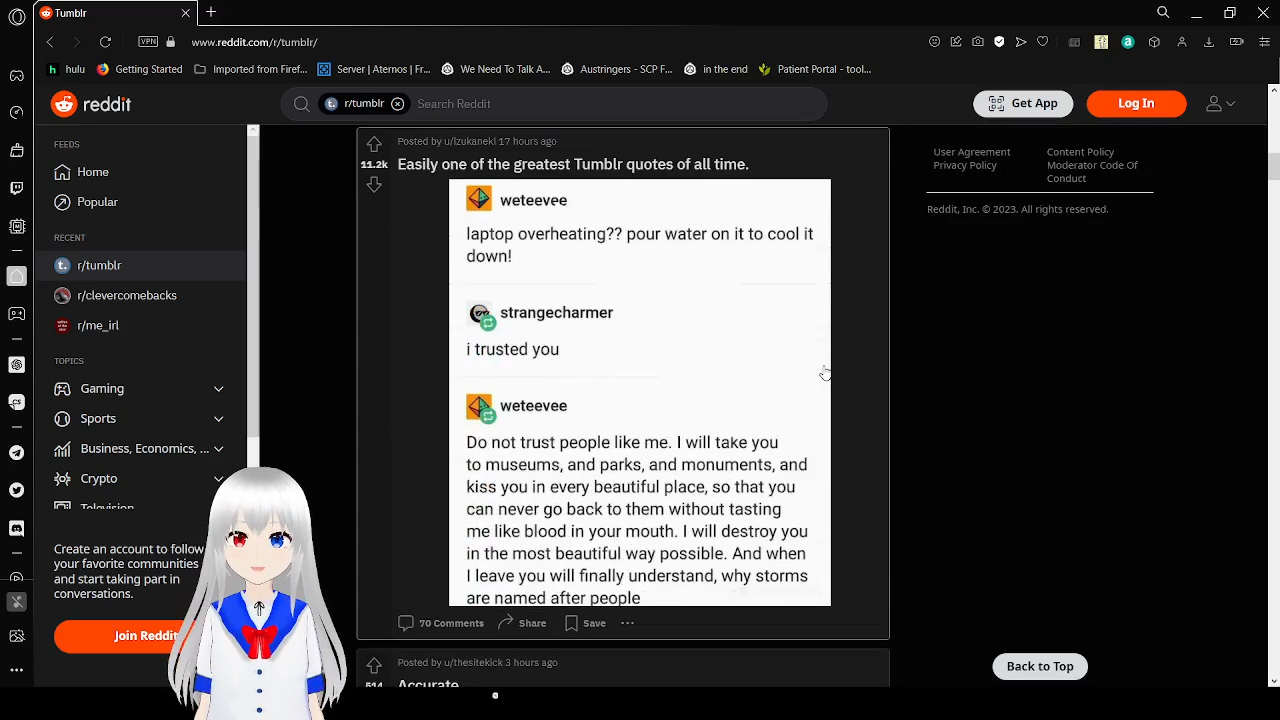 Tumblr
VPN
www.reddit.com/r/tumblr/
hulu
Getting Started
Imported from Firef...
Server | Aternos | Fr...
We Need To Talk A...
Austringers - SCP F...
in the end
Patient Portal - tool...
reddit
r/tumblr
Search Reddit
Get App
Log In
FEEDS
Home
Popular
RECENT
r/tumblr
r/clevercomebacks
r/me_irl
TOPICS
Gaming
Sports
Business, Economics, ...
Crypto
Television
Create an account to follow
your favorite communities
and start taking part in
conversations.
Join Reddit
Posted by u/Izukanekl 17 hours ago
11.2k
Easily one of the greatest Tumblr quotes of all time.
weteevee
laptop overheating?? pour water on it to cool it
down!
strangecharmer
i trusted you
weteevee
Do not trust people like me. I will take you
to museums, and parks, and monuments, and
kiss you in every beautiful place, so that you
can never go back to them without tasting
me like blood in your mouth. I will destroy you
in the most beautiful way possible. And when
I leave you will finally understand, why storms
are named after people
70 Comments
Share
Save
Posted by u/thesitekick 3 hours ago
514
Accurate
User Agreement
Privacy Policy
Content Policy
Moderator Code Of
Conduct
Reddit, Inc. © 2023. All rights reserved.
Back to Top